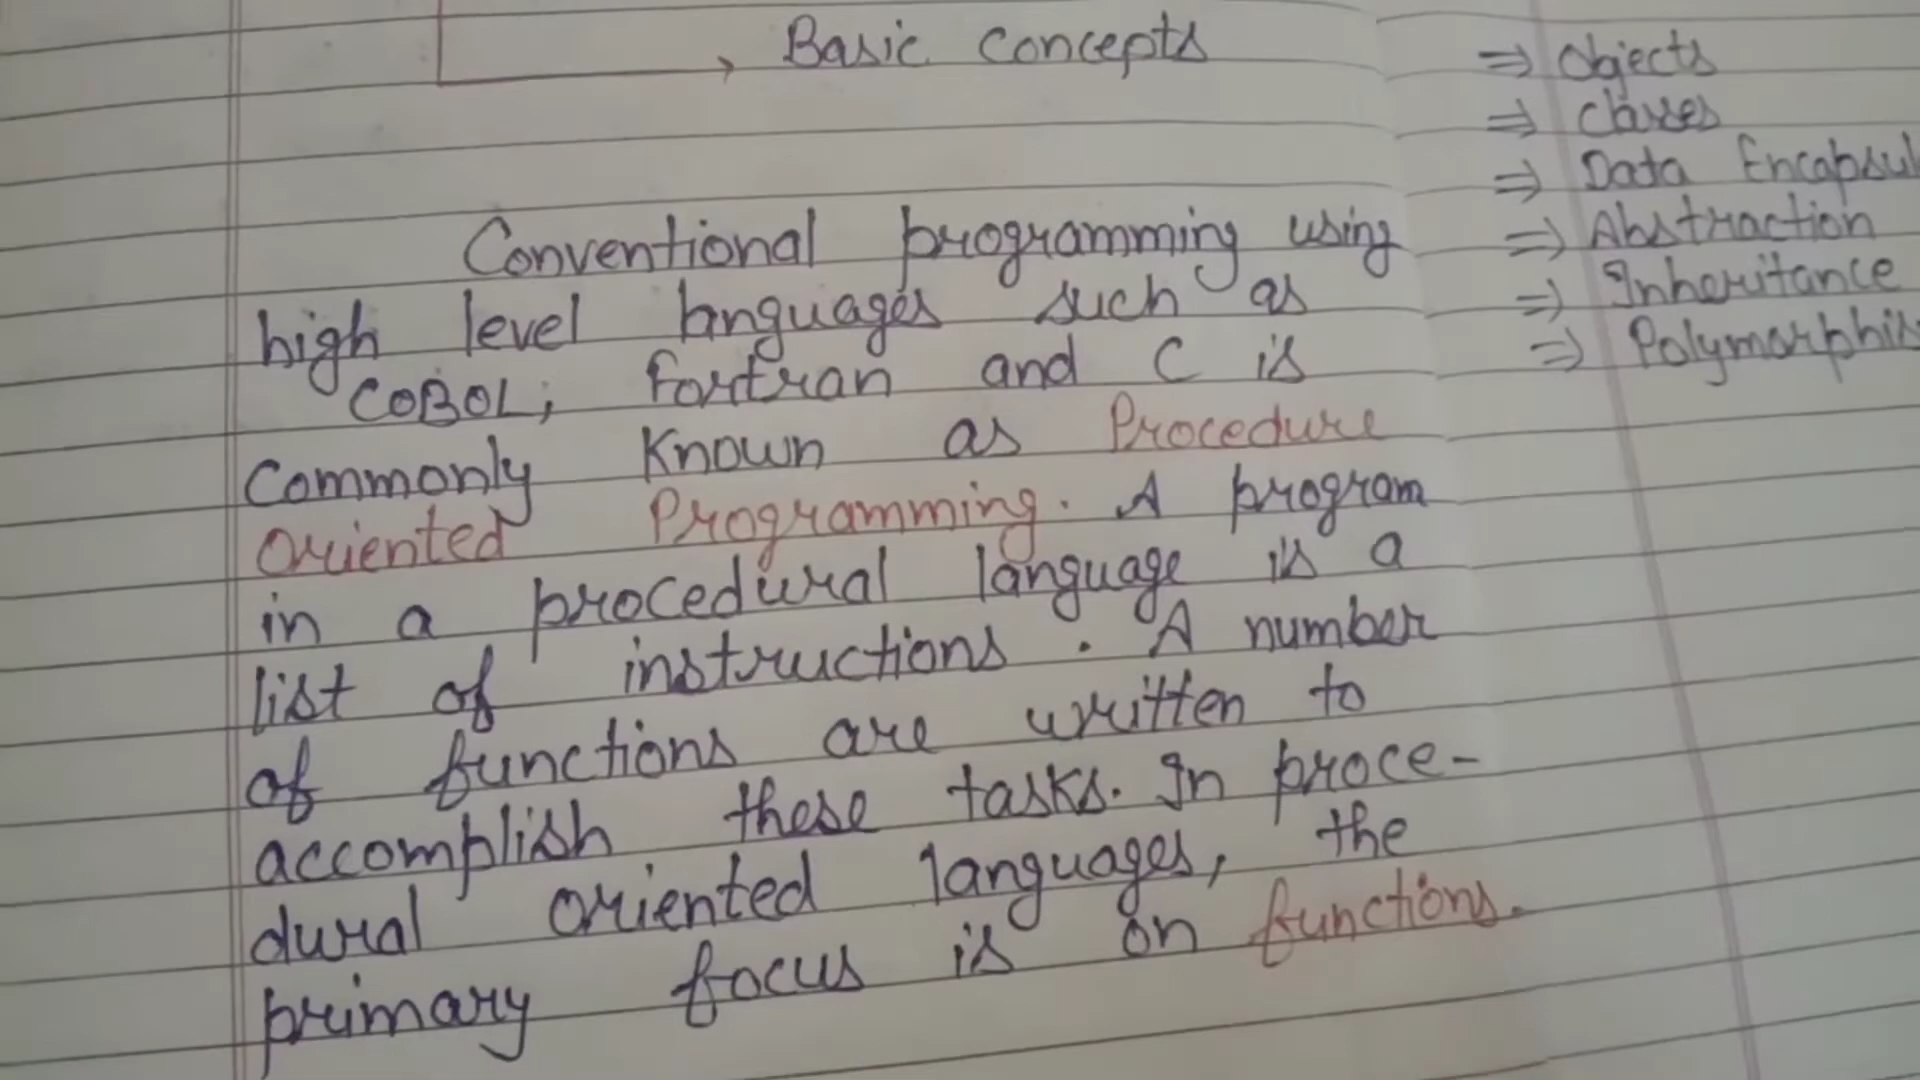 Basic Concepts
⇒ Objects
⇒ Classes
⇒ Data Encapsul
⇒ Abstraction
⇒ Inheritance
⇒ Polymorphis
Conventional programming using
high level languages such as
COBOL, Fortran and C is
Commonly Known as Procedure
Oriented Programming. A program
in a procedural language is a
list of instructions. A number
of functions are written to
accomplish these tasks. In proce-
dural oriented languages, the
primary focus is on functions.